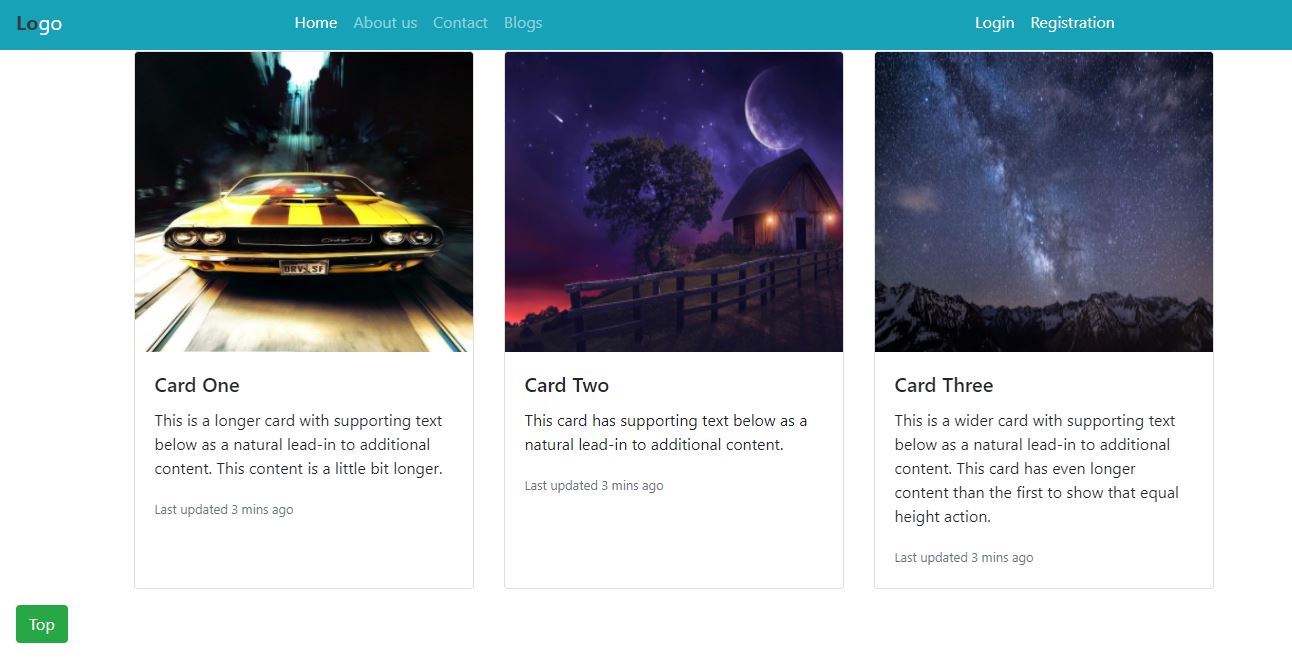 Logo Home About us Contact Blogs Login Registration
DRV SF
Card One
This is a longer card with supporting text
below as a natural lead-in to additional
content. This content is a little bit longer.
Last updated 3 mins ago
Card Two
This card has supporting text below as a
natural lead-in to additional content.
Last updated 3 mins ago
Card Three
This is a wider card with supporting text
below as a natural lead-in to additional
content. This card has even longer
content than the first to show that equal
height action.
Last updated 3 mins ago
Top